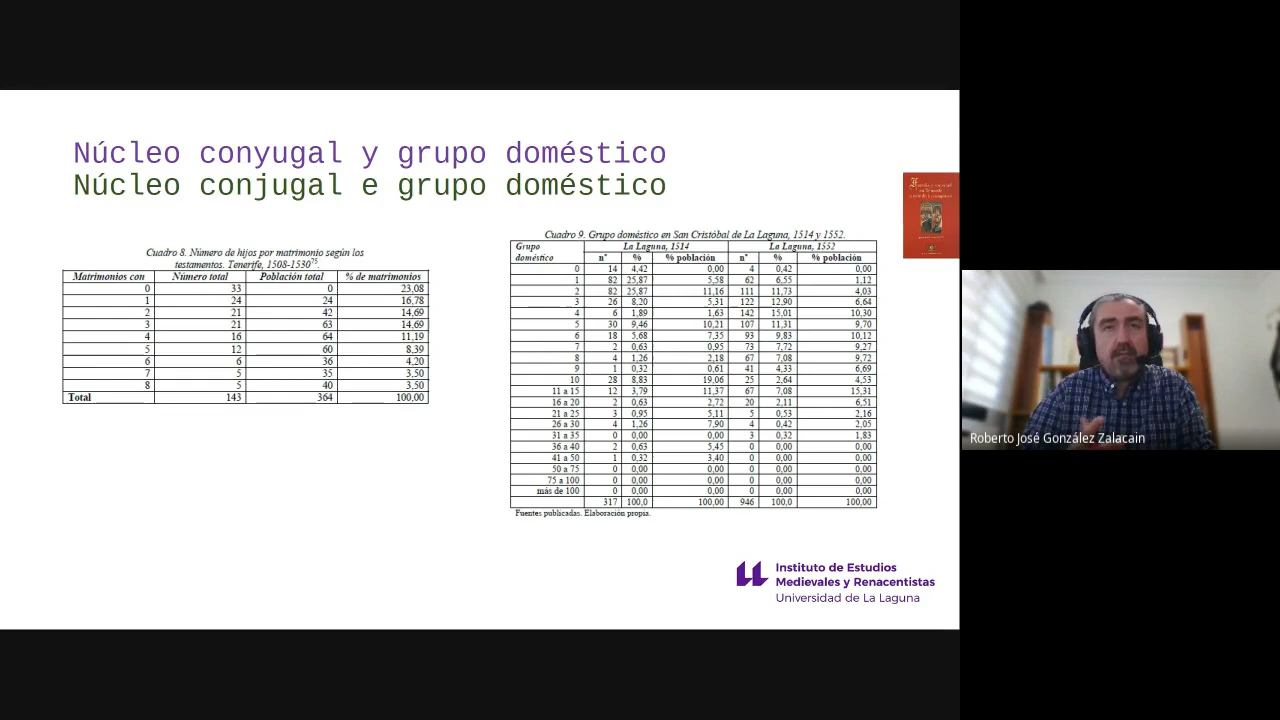 Núcleo conyugal y grupo doméstico
Núcleo conjugal e grupo doméstico
Cuadro 8. Número de hijos por matrimonio según los
testamentos. Tenerife, 1508-1530⁷⁵.
Matrimonios con Número total Población total % de matrimonios
0 33 0 23,08
1 24 24 16,78
2 21 42 14,69
3 21 63 14,69
4 16 64 11,19
5 12 60 8,39
6 6 36 4,20
7 5 35 3,50
8 5 40 3,50
Total 143 364 100,00
Cuadro 9. Grupo doméstico en San Cristóbal de La Laguna, 1514 y 1552.
Grupo La Laguna, 1514 La Laguna, 1552
doméstico n° % % población n° % % población
0 14 4,42 0,00 4 0,42 0,00
1 82 25,87 5,58 62 6,55 1,12
2 82 25,87 11,16 111 11,73 4,03
3 26 8,20 5,31 122 12,90 6,64
4 6 1,89 1,63 142 15,01 10,30
5 30 9,46 10,21 107 11,31 9,70
6 18 5,68 7,35 93 9,83 10,12
7 2 0,63 0,95 73 7,72 9,27
8 4 1,26 2,18 67 7,08 9,72
9 1 0,32 0,61 41 4,33 6,69
10 28 8,83 19,06 25 2,64 4,53
11 a 15 12 3,79 11,37 67 7,08 15,31
16 a 20 2 0,63 2,72 20 2,11 6,51
21 a 25 3 0,95 5,11 5 0,53 2,16
26 a 30 4 1,26 7,90 4 0,42 2,05
31 a 35 0 0,00 0,00 3 0,32 1,83
36 a 40 2 0,63 5,45 0 0,00 0,00
41 a 50 1 0,32 3,40 0 0,00 0,00
50 a 75 0 0,00 0,00 0 0,00 0,00
75 a 100 0 0,00 0,00 0 0,00 0,00
más de 100 0 0,00 0,00 0 0,00 0,00
317 100,0 100,00 946 100,0 100,00
Fuentes publicadas. Elaboración propia.
Instituto de Estudios
Medievales y Renacentistas
Universidad de La Laguna
Roberto José González Zalacain